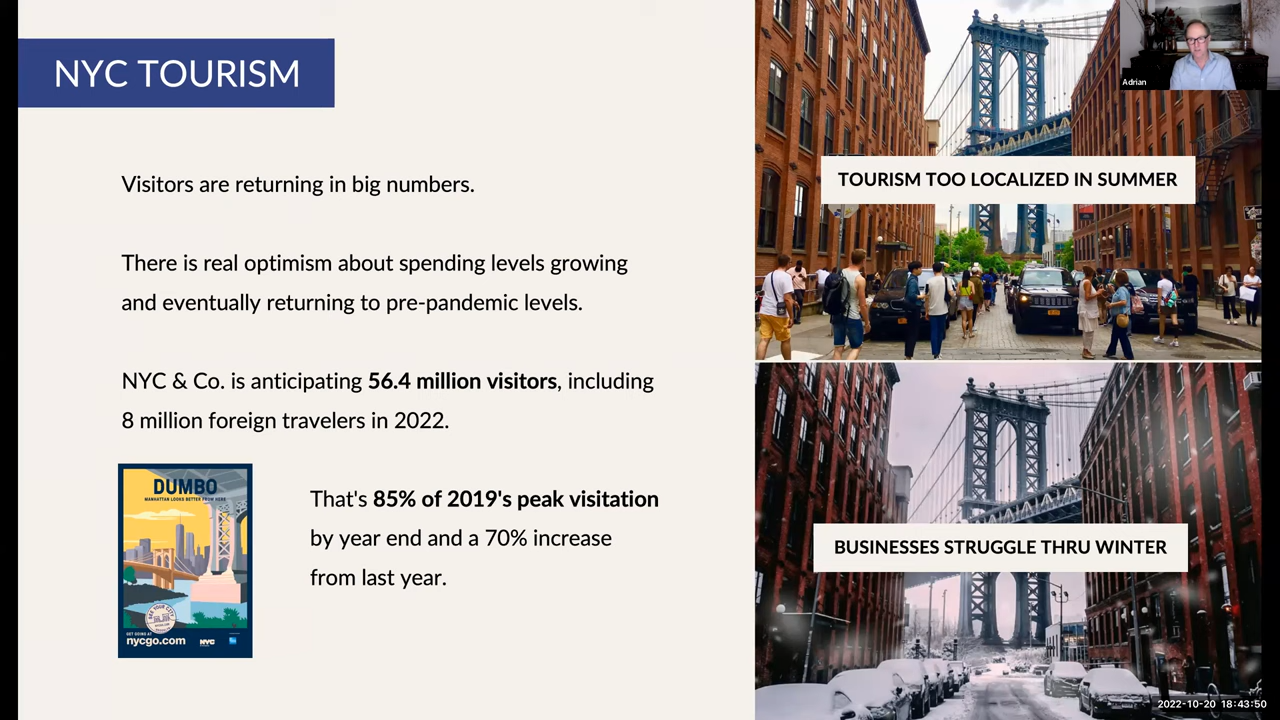 NYC TOURISM
Visitors are returning in big numbers.
There is real optimism about spending levels growing
and eventually returning to pre-pandemic levels.
NYC & Co. is anticipating 56.4 million visitors, including
8 million foreign travelers in 2022.
DUMBO
MANHATTAN LOOKS BETTER FROM HERE
GET GOING AT
nycgo.com
NYC
That's 85% of 2019's peak visitation
by year end and a 70% increase
from last year.
Adrian
TOURISM TOO LOCALIZED IN SUMMER
BUSINESSES STRUGGLE THRU WINTER
2022-10-20 18:43:50